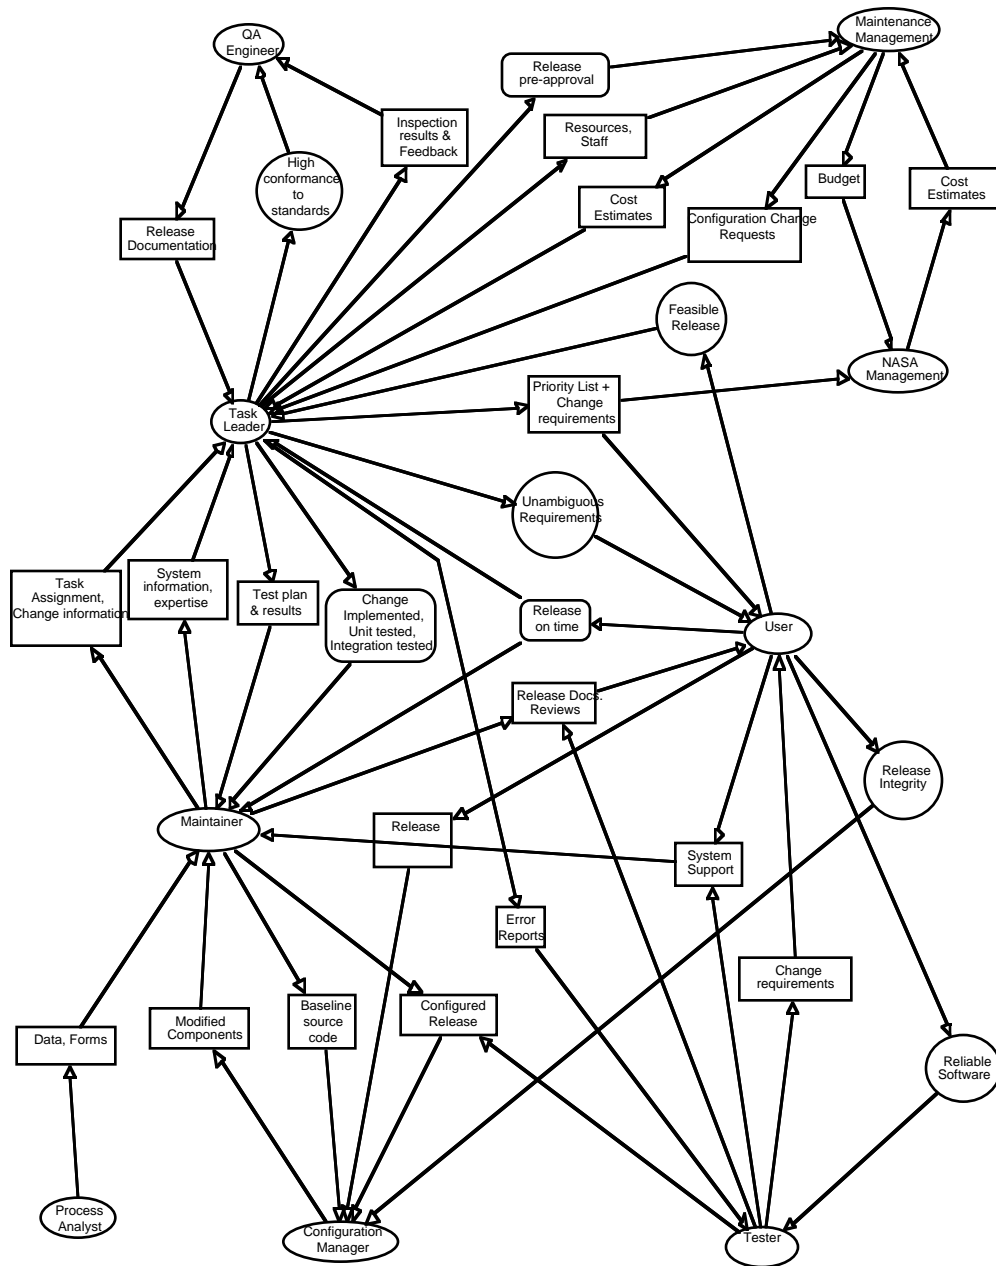 QA
Engineer
Maintenance
Management
Release
pre-approval
Inspection
results &
Feedback
Resources,
Staff
High
conformance
to
standards
Budget
Cost
Estimates
Cost
Estimates
Configuration Change
Requests
Release
Documentation
Feasible
Release
NASA
Management
Priority List +
Change
requirements
Task
Leader
Unambiguous
Requirements
Task
Assignment,
Change information
System
information,
expertise
Test plan
& results
Change
Implemented,
Unit tested,
Integration tested
Release
on time
User
Release Docs.
Reviews
Release
Integrity
Maintainer
Release
System
Support
Error
Reports
Change
requirements
Data, Forms
Modified
Components
Baseline
source
code
Configured
Release
Reliable
Software
Process
Analyst
Configuration
Manager
Tester